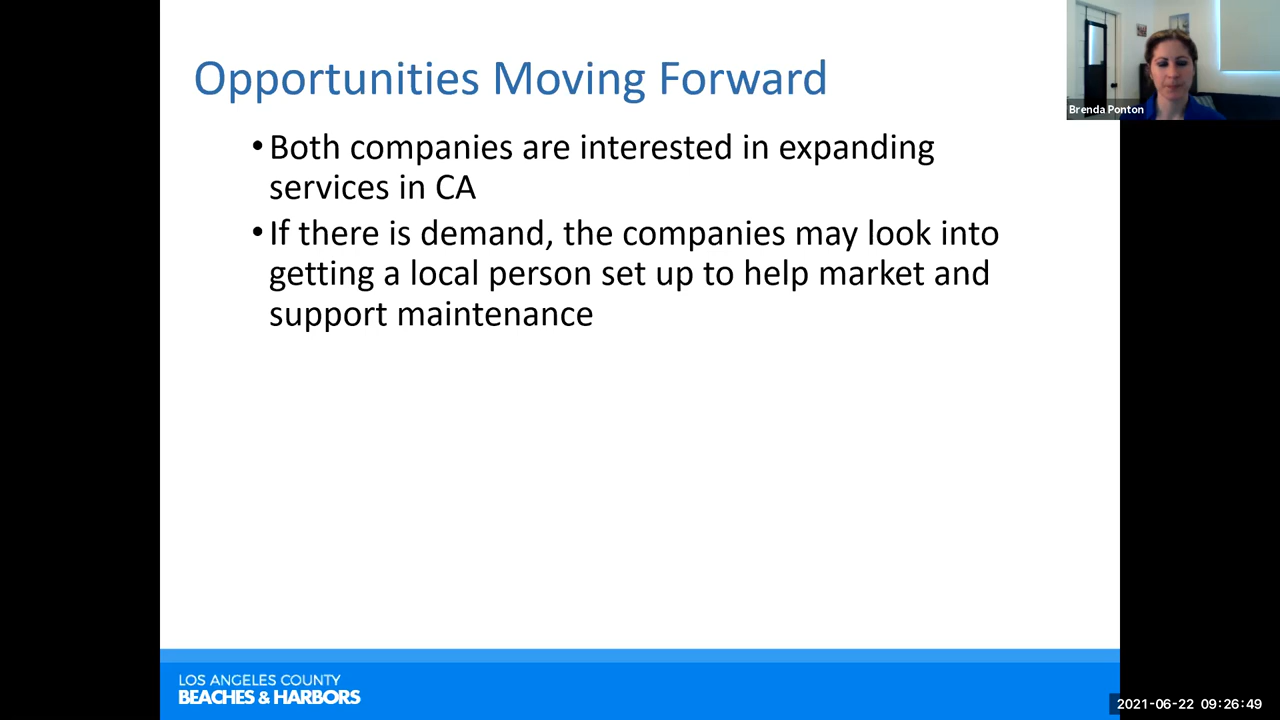 Opportunities Moving Forward
Brenda Ponton
• Both companies are interested in expanding
services in CA
• If there is demand, the companies may look into
getting a local person set up to help market and
support maintenance
LOS ANGELES COUNTY
BEACHES & HARBORS
2021-06-22 09:26:49